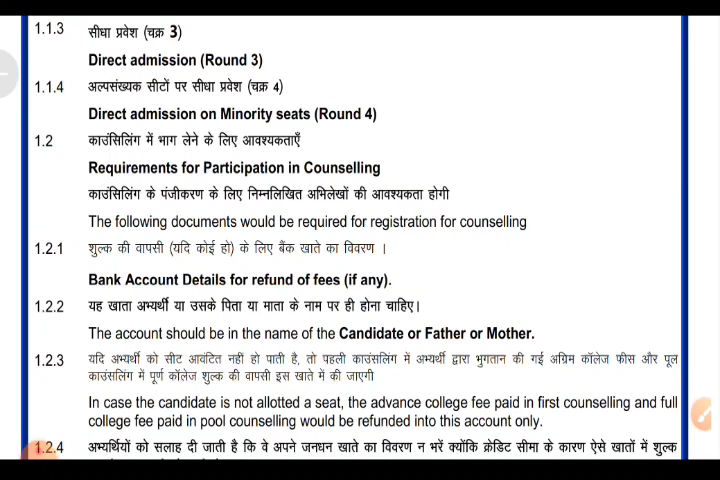 1.1.3 सीधा प्रवेश (चक्र 3)
Direct admission (Round 3)
1.1.4 अल्पसंख्यक सीटों पर सीधा प्रवेश (चक्र 4)
Direct admission on Minority seats (Round 4)
1.2 काउंसिलिंग में भाग लेने के लिए आवश्यकताएँ
Requirements for Participation in Counselling
काउंसिलिंग के पंजीकरण के लिए निम्नलिखित अभिलेखों की आवश्यकता होगी
The following documents would be required for registration for counselling
1.2.1 शुल्क की वापसी (यदि कोई हो) के लिए बैंक खाते का विवरण ।
Bank Account Details for refund of fees (if any).
1.2.2 यह खाता अभ्यर्थी या उसके पिता या माता के नाम पर ही होना चाहिए।
The account should be in the name of the Candidate or Father or Mother.
1.2.3 यदि अभ्यर्थी को सीट आवंटित नहीं हो पाती है, तो पहली काउंसलिंग में अभ्यर्थी द्वारा भुगतान की गई अग्रिम कॉलेज फीस और पूल
काउंसलिंग में पूर्ण कॉलेज शुल्क की वापसी इस खाते में की जाएगी
In case the candidate is not allotted a seat, the advance college fee paid in first counselling and full
college fee paid in pool counselling would be refunded into this account only.
1.2.4 अभ्यर्थियों को सलाह दी जाती है कि वे अपने जनधन खाते का विवरण न भरें क्योंकि क्रेडिट सीमा के कारण ऐसे खातों में शुल्क